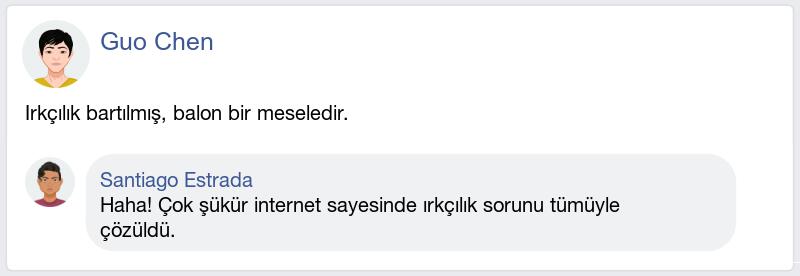 Guo Chen
Irkçılık bartılmış, balon bir meseledir.
Santiago Estrada
Haha! Çok şükür internet sayesinde ırkçılık sorunu tümüyle
çözüldü.